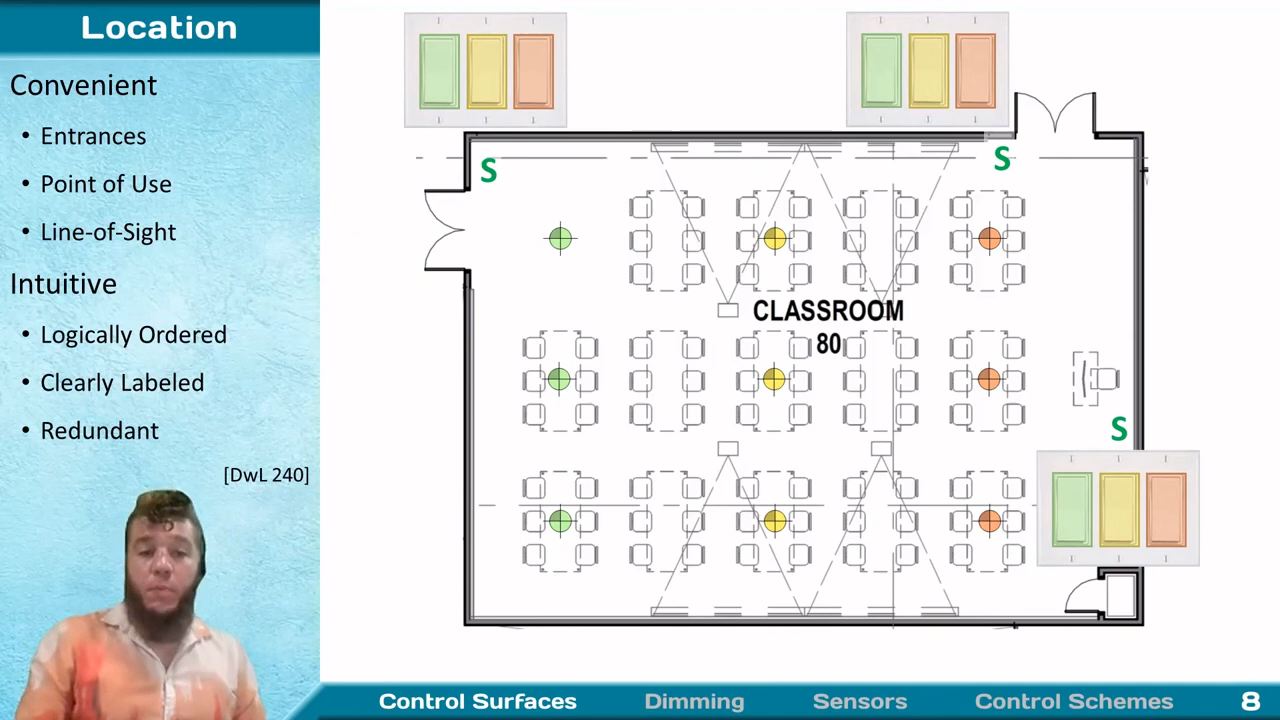 Location
Convenient
• Entrances
• Point of Use
• Line-of-Sight
Intuitive
• Logically Ordered
• Clearly Labeled
• Redundant
[DwL 240]
S
S
CLASSROOM
80
S
Control Surfaces
Dimming
Sensors
Control Schemes
8